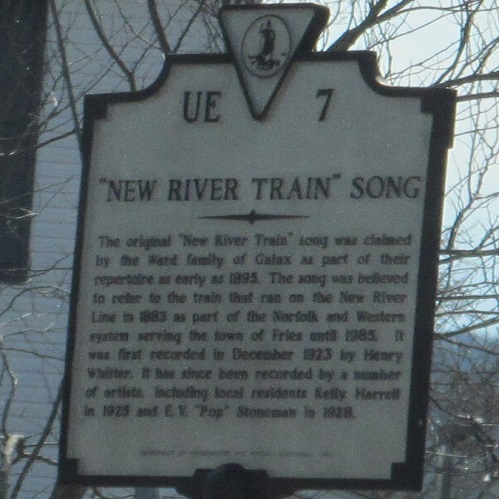 UE 7
"NEW RIVER TRAIN" SONG
The original "New River Train" song was claimed
by the Ward family of Galax as part of their
repertoire as early as 1895. The song was believed
to refer to the train that ran on the New River
Line in 1883 as part of the Norfolk and Western
system serving the town of Fries until 1985. It
was first recorded in December 1923 by Henry
Whitter. It has since been recorded by a number
of artists, including local residents Kelly Harrell
in 1925 and E. V. "Pop" Stoneman in 1928.